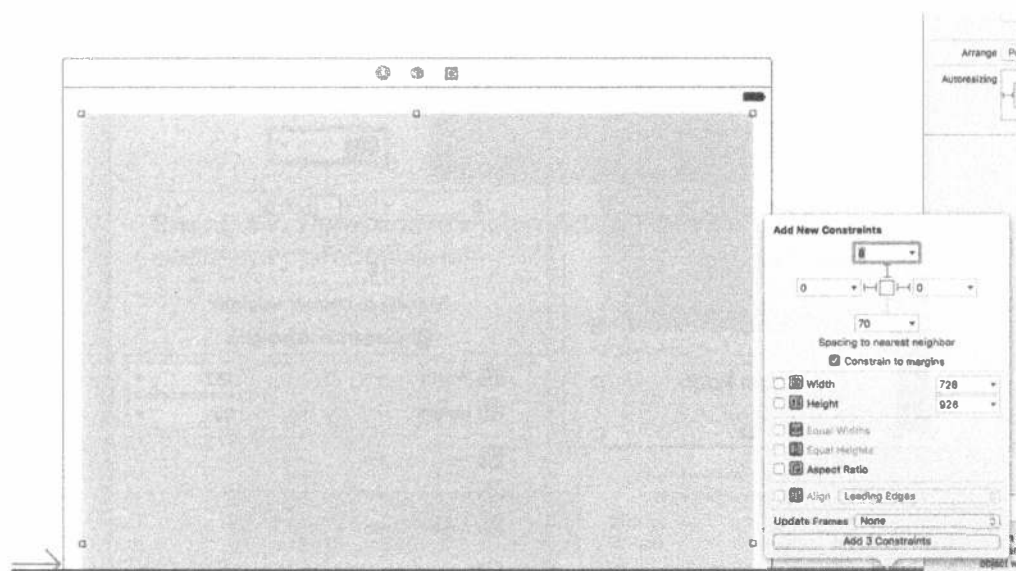 Arrange
Autoresizing
Add New Constraints
0
0
70
Spacing to nearest neighbor
Constrain to margins
Width 728
Height 926
Equal Widths
Equal Heights
Aspect Ratio
Align Leading Edges
Update Frames None
Add 3 Constraints
object w